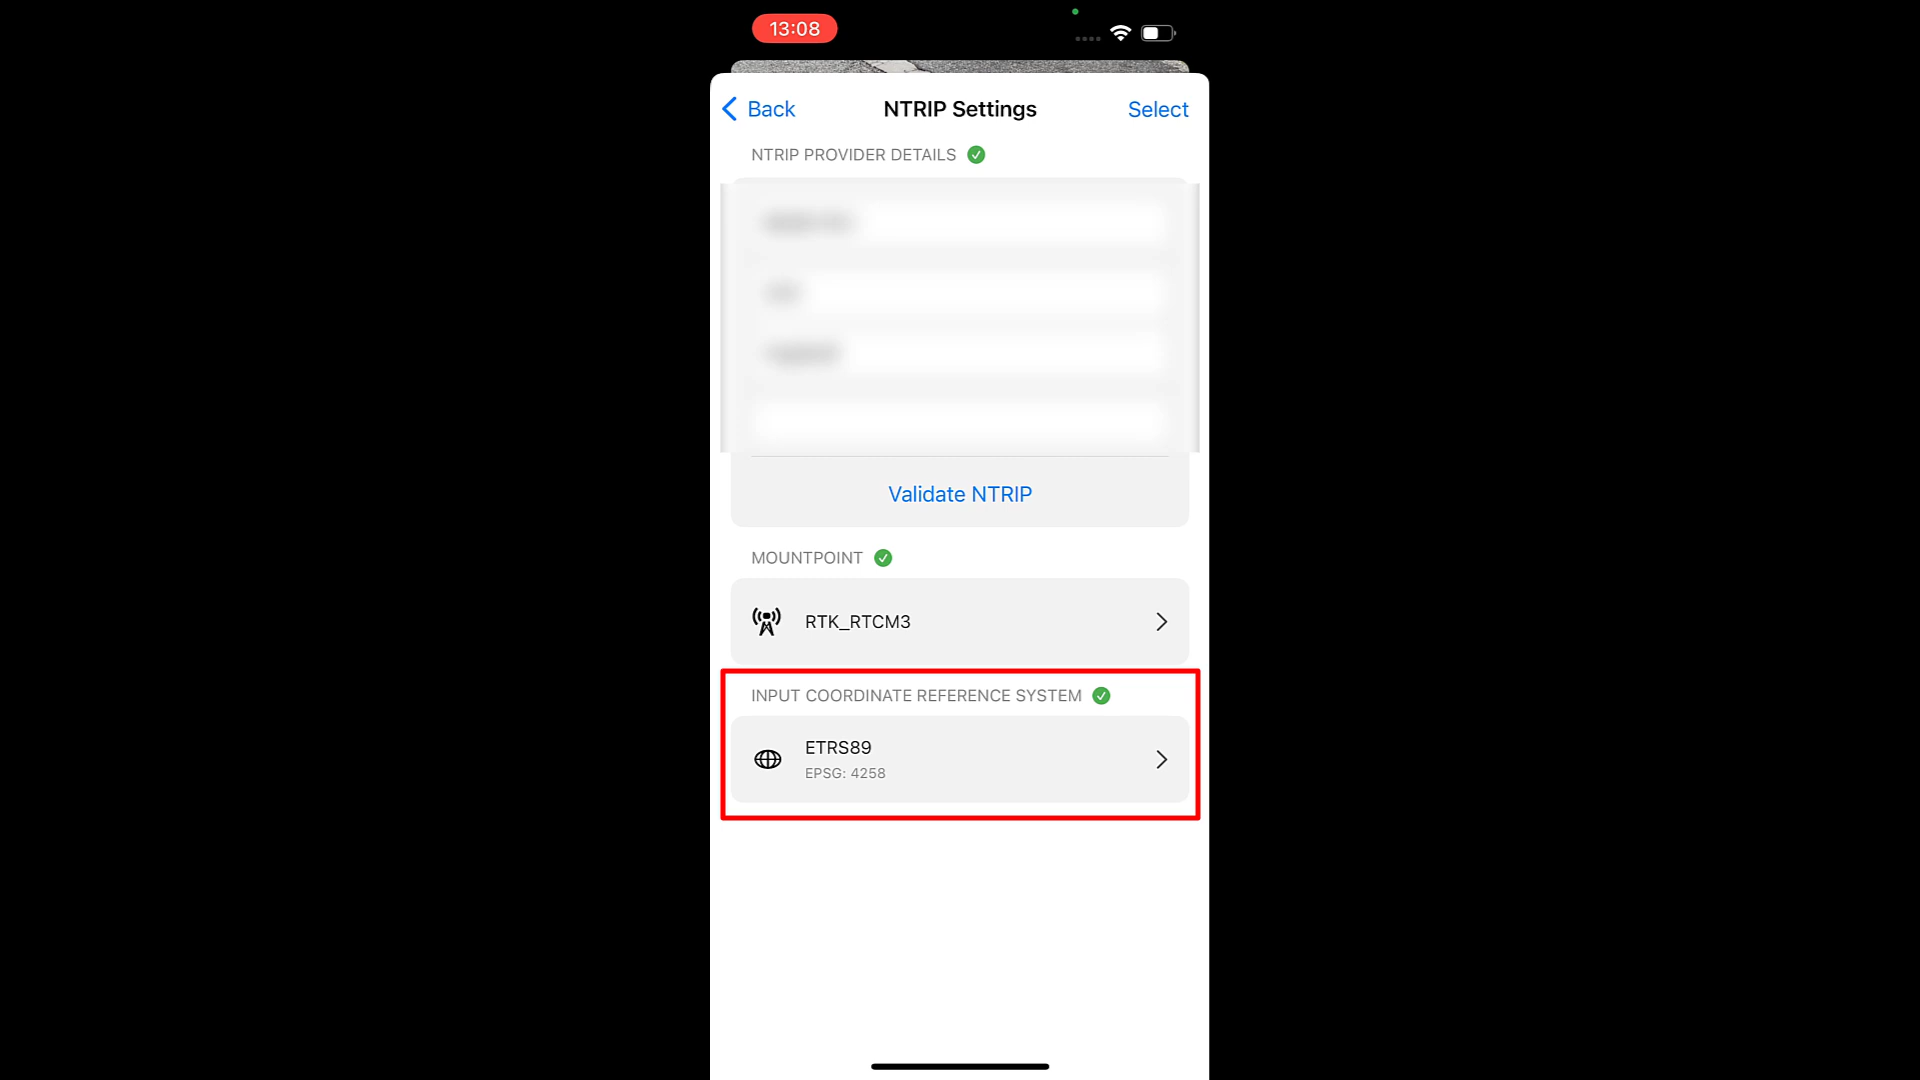 13:08
Back
NTRIP Settings
Select
NTRIP PROVIDER DETAILS
Validate NTRIP
MOUNTPOINT
RTK_RTCM3
INPUT COORDINATE REFERENCE SYSTEM
ETRS89
EPSG: 4258